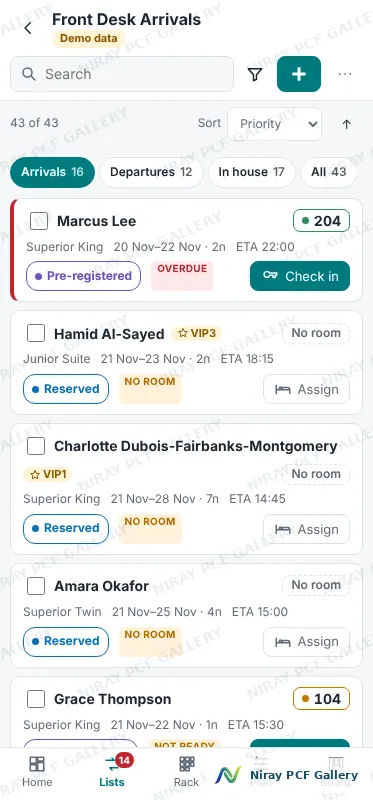 Front Desk Arrivals
Demo data
Search
43 of 43
Sort Priority
Arrivals 16 Departures 12 In house 17 All 43
Marcus Lee 204
Superior King 20 Nov–22 Nov · 2n ETA 22:00
Pre-registered OVERDUE Check in
Hamid Al-Sayed VIP3 No room
Junior Suite 21 Nov–23 Nov · 2n ETA 18:15
Reserved NO ROOM Assign
Charlotte Dubois-Fairbanks-Montgomery
VIP1 No room
Superior King 21 Nov–28 Nov · 7n ETA 14:45
Reserved NO ROOM Assign
Amara Okafor No room
Superior Twin 21 Nov–25 Nov · 4n ETA 15:00
Reserved NO ROOM Assign
Grace Thompson 104
Superior King 21 Nov–22 Nov · 1n ETA 15:30
NOT READY
14
Home Lists Rack Plan Board
Niray PCF Gallery
NIRAY PCF GALLERY